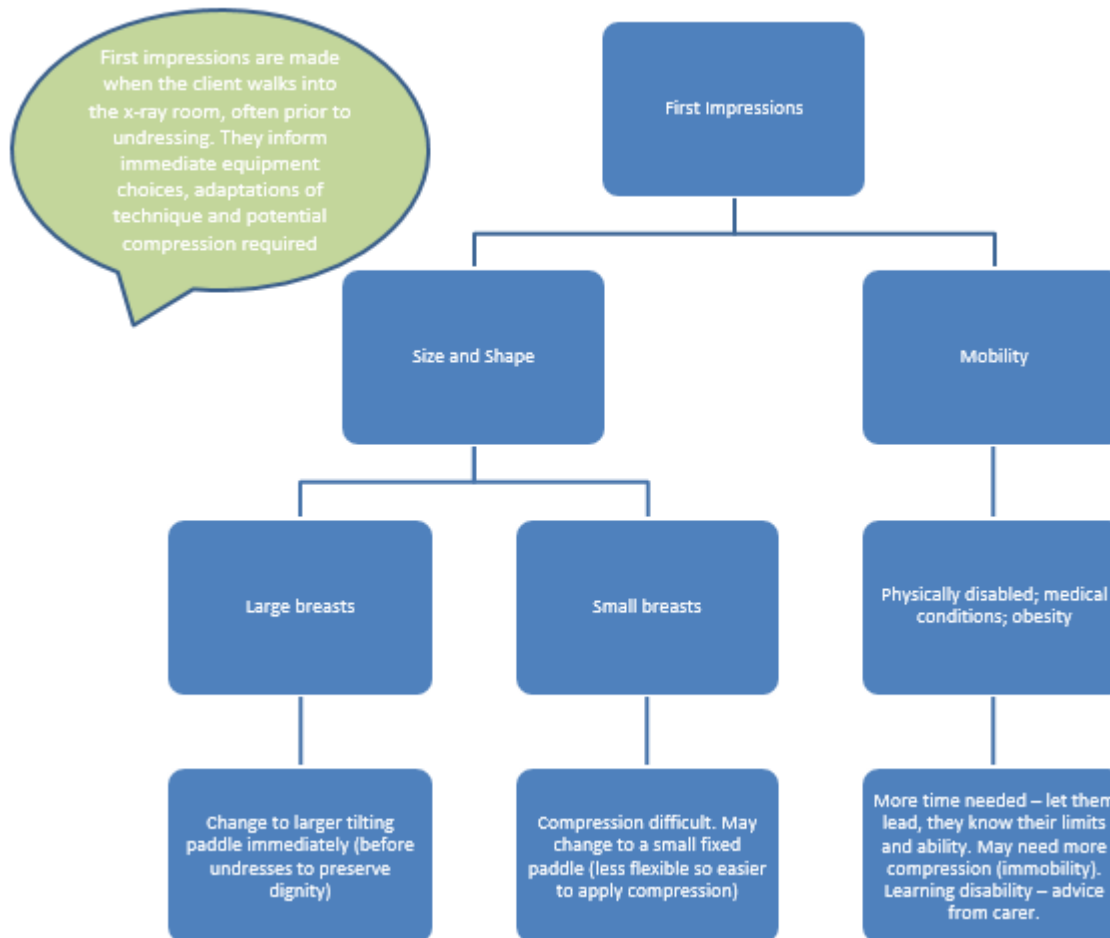 First impressions are made
when the client walks into
the x-ray room, often prior to
undressing. They inform
immediate equipment
choices, adaptations of
technique and potential
compression required
First Impressions
Size and Shape
Mobility
Large breasts
Small breasts
Physically disabled; medical
conditions; obesity
Change to larger tilting
paddle immediately (before
undresses to preserve
dignity)
Compression difficult. May
change to a small fixed
paddle (less flexible so easier
to apply compression)
More time needed – let them
lead, they know their limits
and ability. May need more
compression (immobility).
Learning disability – advice
from carer.